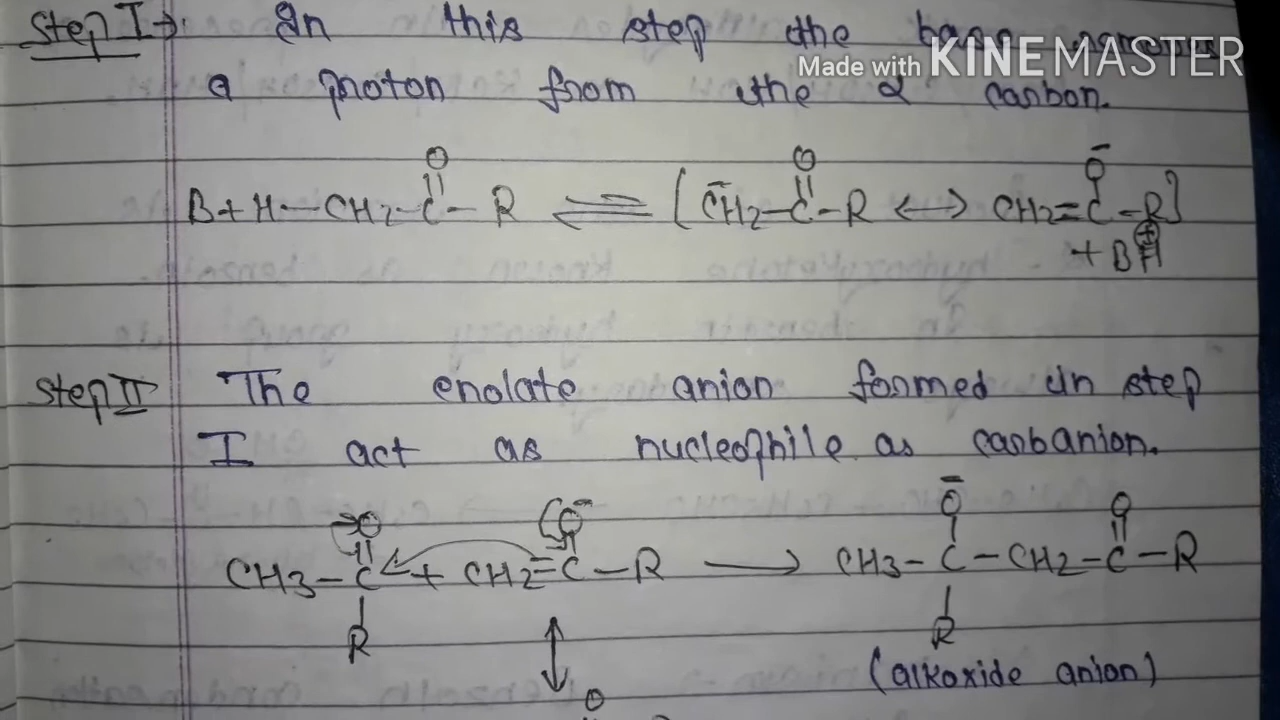 Step I → In this step the base removes
Made with KINEMASTER
a proton from the α carbon.
O O Ō
B + H — CH2 — C — R ⇌ [ C̄H2 — C — R ↔ CH2 = C — R ]
+ BH⊕
Step II The enolate anion formed in step
I act as nucleophile as carbanion.
O O⁻ Ō O
CH3 — C + CH2 = C — R → CH3 — C — CH2 — C — R
R R
(alkoxide anion)
O